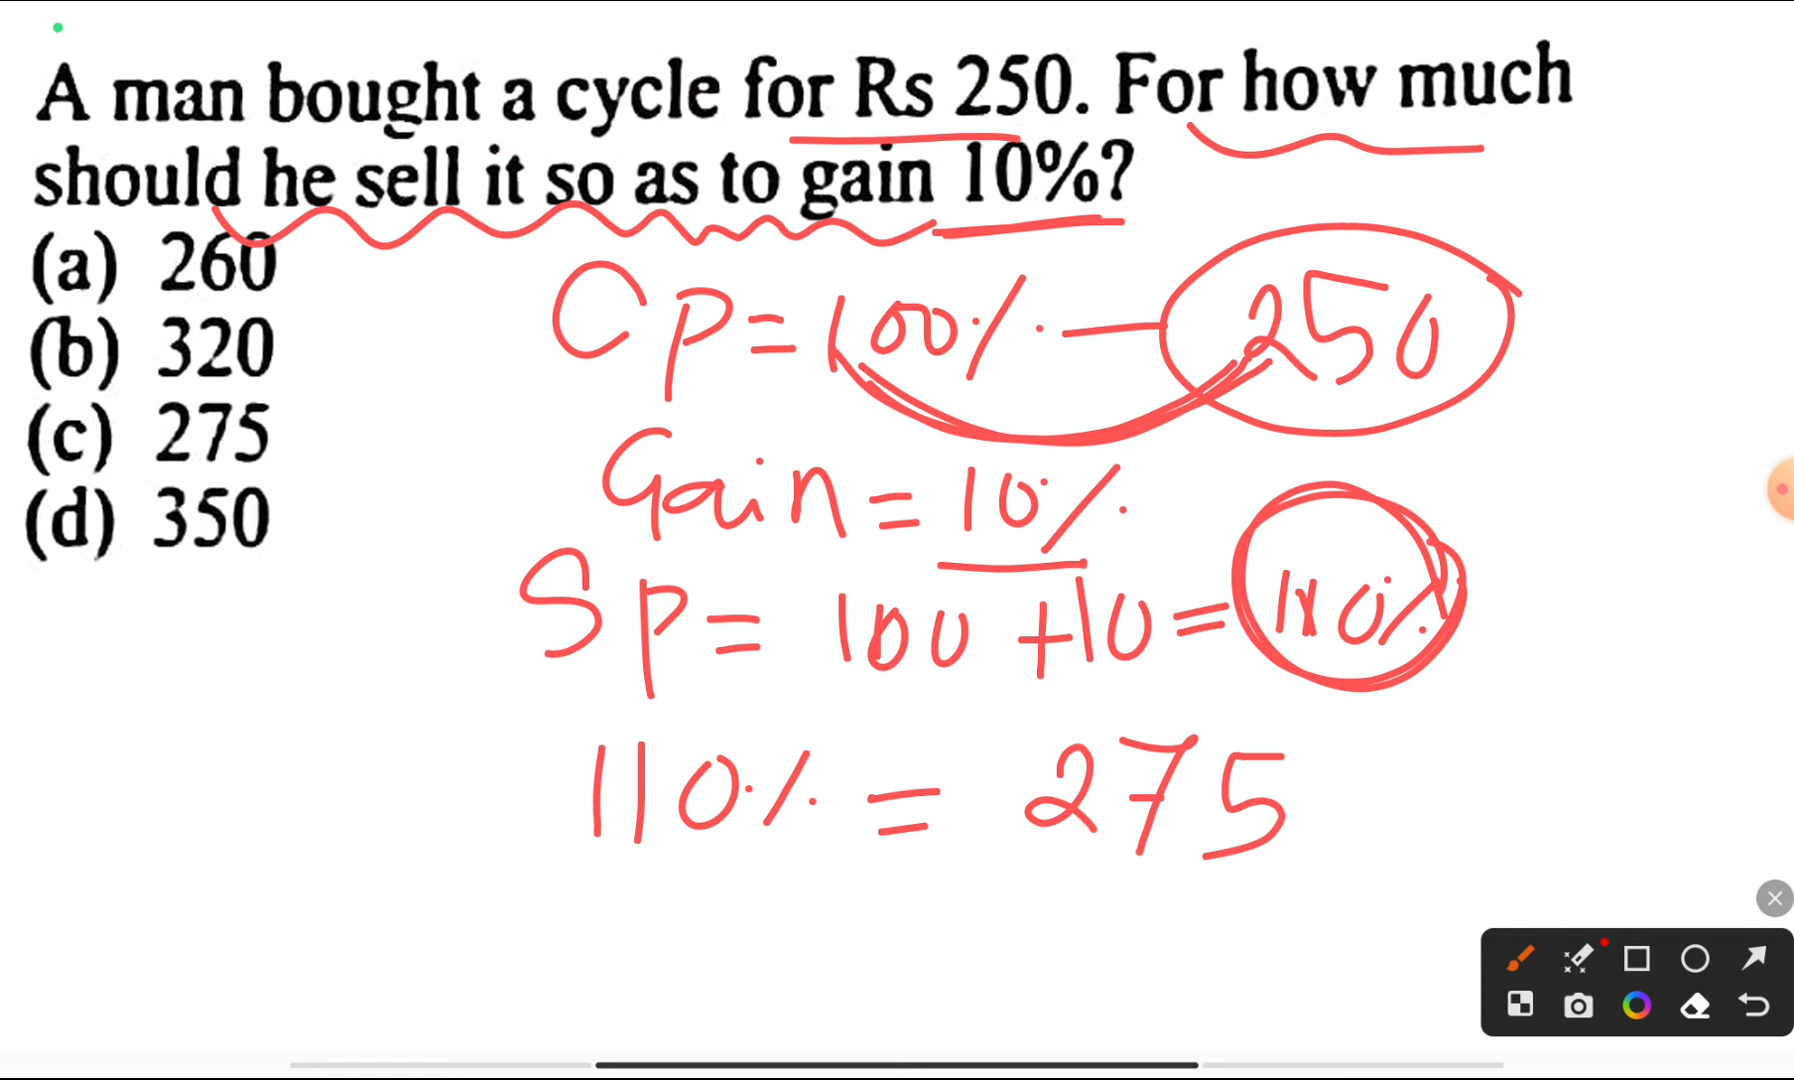 A man bought a cycle for Rs 250. For how much
should he sell it so as to gain 10%?
(a) 260
(b) 320
(c) 275
(d) 350
CP = 100% — 250
Gain = 10%
SP = 100 + 10 = 110%
110% = 275